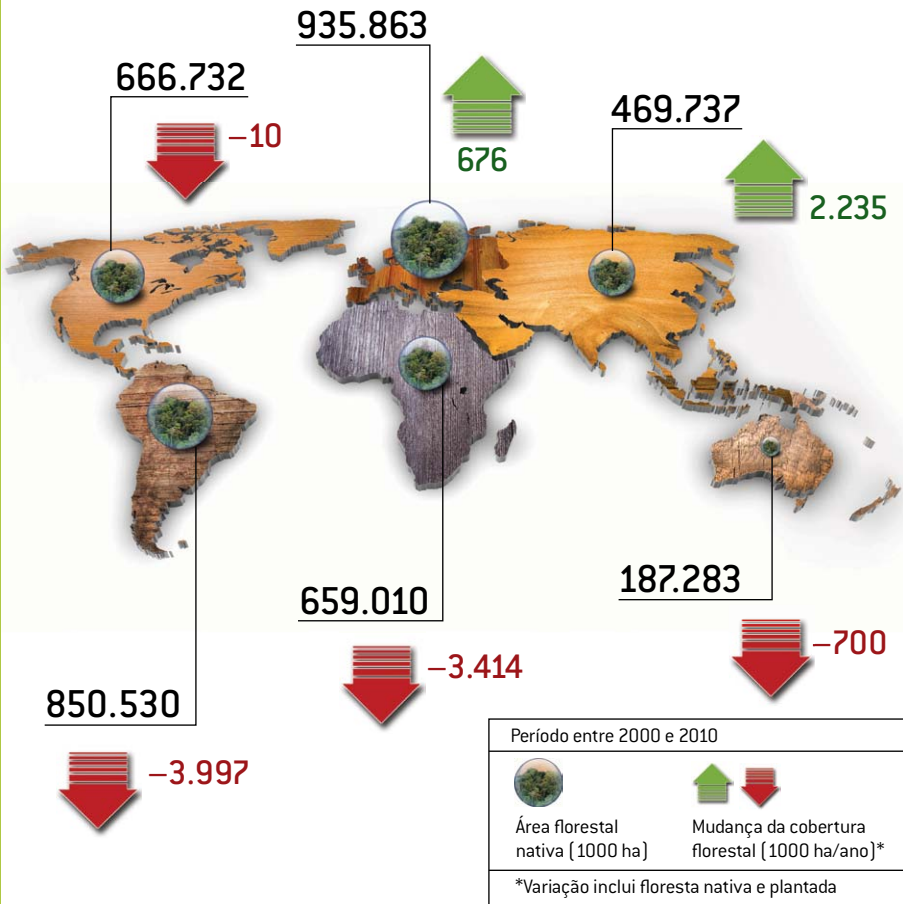 935.863
666.732
–10
676
469.737
2.235
659.010
–3.414
187.283
–700
850.530
–3.997
Período entre 2000 e 2010
Área florestal
nativa (1000 ha)
Mudança da cobertura
florestal (1000 ha/ano)*
*Variação inclui floresta nativa e plantada